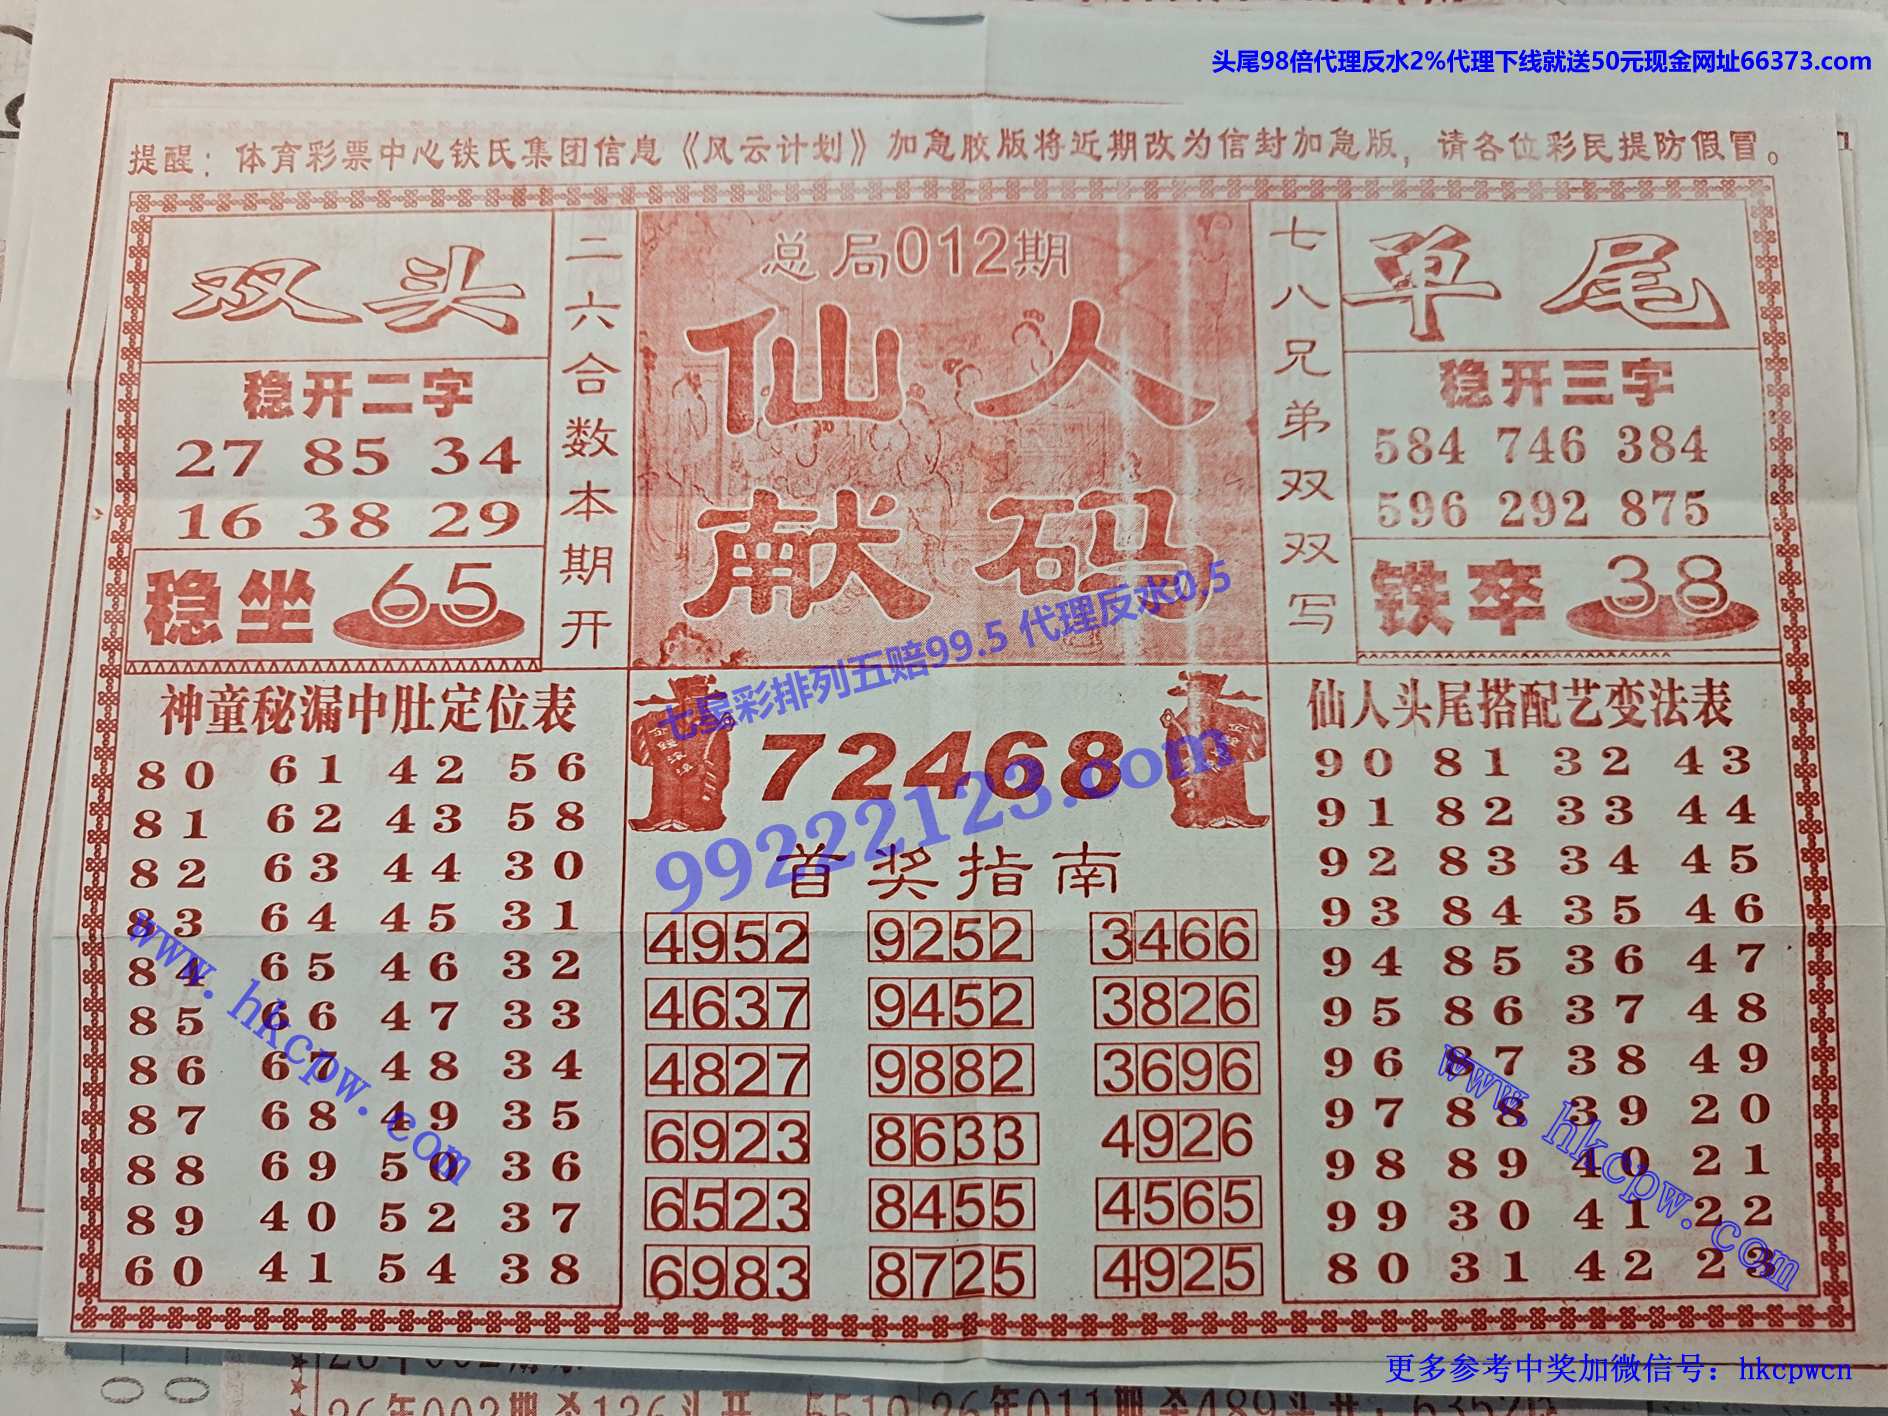 头尾98倍代理反水2%代理下线就送50元现金网址66373.com
提醒：体育彩票中心铁氏集团信息《风云计划》加急胶版将近期改为信封加急版，请各位彩民提防假冒。
双头
稳开二字
27 85 34
16 38 29
稳坐 65
二六合数本期开
总局012期
仙人
献码
七八兄弟双双写
单尾
稳开三字
584 746 384
596 292 875
铁卒 38
七星彩排列五赔99.5 代理反水0.5
99222123.com
神童秘漏中肚定位表
80 61 42 56
81 62 43 58
82 63 44 30
83 64 45 31
84 65 46 32
85 66 47 33
86 67 48 34
87 68 49 35
88 69 50 36
89 40 52 37
60 41 54 38
www.hkcpw.com
72468
首奖指南
4952 9252 3466
4637 9452 3826
4827 9882 3696
6923 8633 4926
6523 8455 4565
6983 8725 4925
仙人头尾搭配艺变法表
90 81 32 43
91 82 33 44
92 83 34 45
93 84 35 46
94 85 36 47
95 86 37 48
96 87 38 49
97 88 39 20
98 89 40 21
99 30 41 22
80 31 42 23
www.hkcpw.com
更多参考中奖加微信号：hkcpwcn